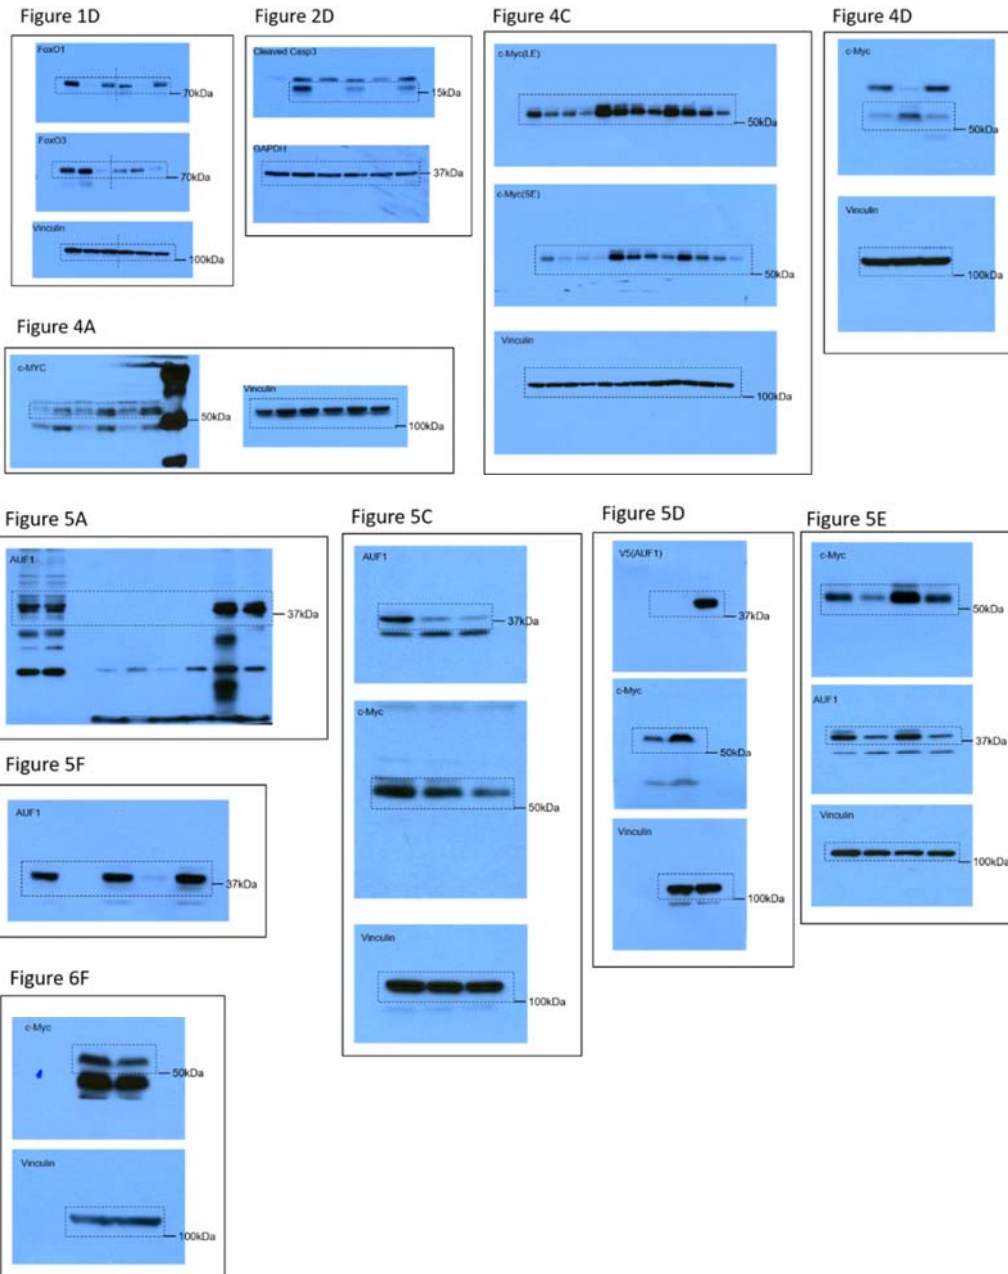 Figure 1D
FoxO1
70kDa
FoxO3
70kDa
Vinculin
100kDa
Figure 2D
Cleaved Casp3
15kDa
GAPDH
37kDa
Figure 4C
c-Myc(LE)
50kDa
c-Myc(SE)
50kDa
Vinculin
100kDa
Figure 4D
c-Myc
50kDa
Vinculin
100kDa
Figure 4A
c-MYC
50kDa
Vinculin
100kDa
Figure 5A
AUF1
37kDa
Figure 5C
AUF1
37kDa
c-Myc
50kDa
Vinculin
100kDa
Figure 5D
V5(AUF1)
37kDa
c-Myc
50kDa
Vinculin
100kDa
Figure 5E
c-Myc
50kDa
AUF1
37kDa
Vinculin
100kDa
Figure 5F
AUF1
37kDa
Figure 6F
c-Myc
50kDa
Vinculin
100kDa